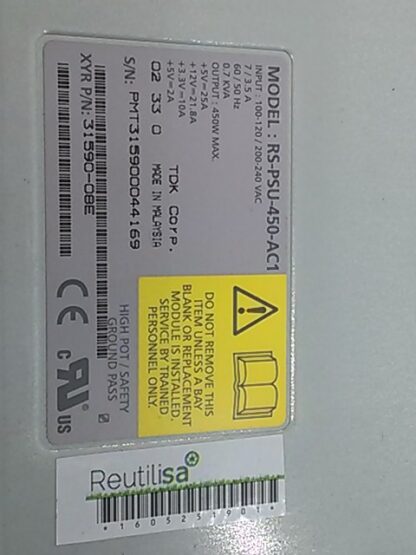 MODEL : RS-PSU-450-AC1
INPUT : 100-120 / 200-240 VAC
7 / 3.5 A
60 / 50 Hz
0.7 KVA
OUTPUT : 450W MAX.
+5V=25A
+12V=21.8A
+3.3V=10A
+5V=2A
TDK Corp.
02 33 0 MADE IN MALAYSIA
S/N: PMT315900044169
XYR P/N: 31590-08E
DO NOT REMOVE THIS
ITEM UNLESS A BAY
BLANK OR REPLACEMENT
MODULE IS INSTALLED.
SERVICE BY TRAINED
PERSONNEL ONLY.
HIGH POT / SAFETY
GROUND PASS
CE
c RU® US
Reutilisa
*1605251901*